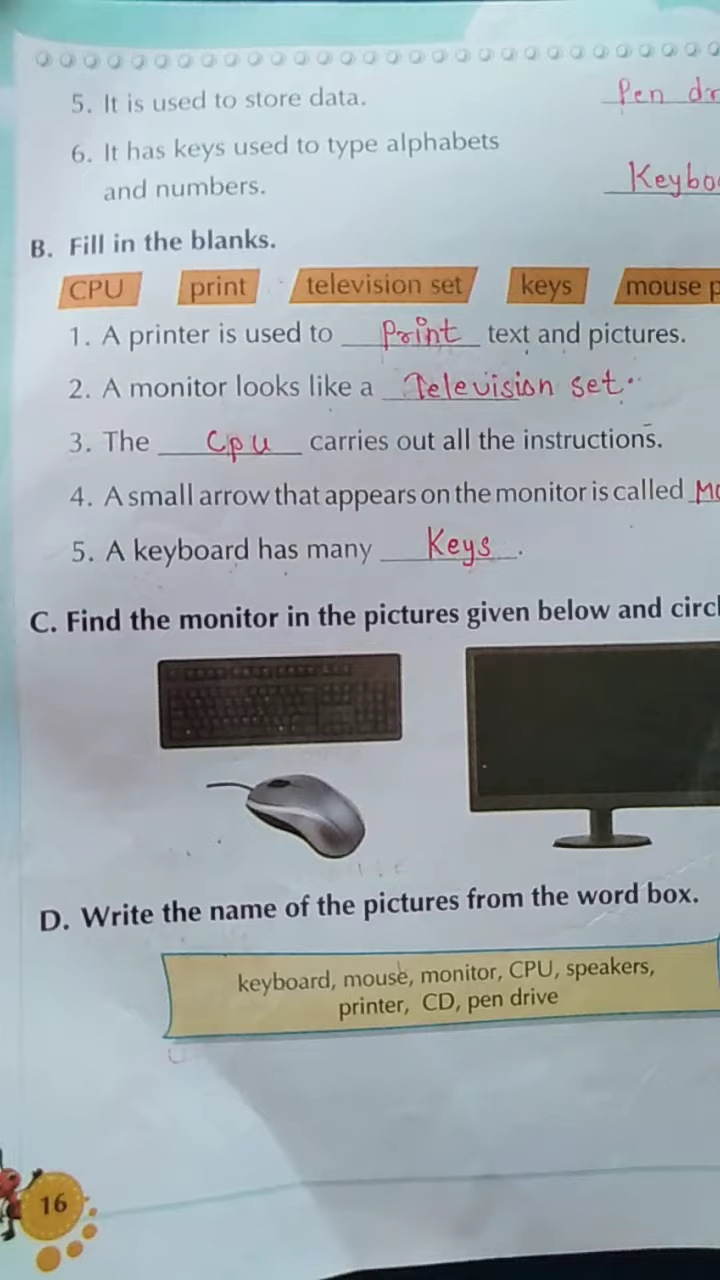 5. It is used to store data. Pen dr
6. It has keys used to type alphabets
and numbers. Keybo
B. Fill in the blanks.
CPU print television set keys mouse p
1. A printer is used to Print text and pictures.
2. A monitor looks like a Television set.
3. The Cpu carries out all the instructions.
4. A small arrow that appears on the monitor is called Mo
5. A keyboard has many Keys.
C. Find the monitor in the pictures given below and circl
D. Write the name of the pictures from the word box.
keyboard, mouse, monitor, CPU, speakers,
printer, CD, pen drive
16